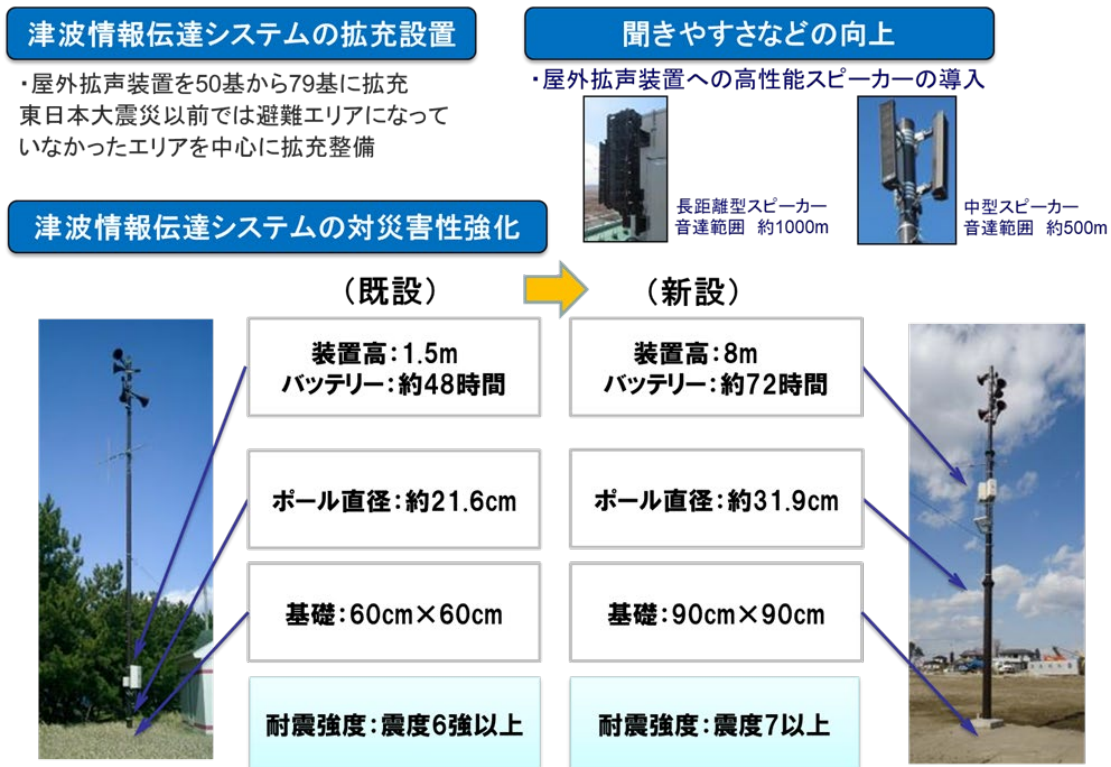 津波情報伝達システムの拡充設置
・屋外拡声装置を50基から79基に拡充
東日本大震災以前では避難エリアになって
いなかったエリアを中心に拡充整備
聞きやすさなどの向上
・屋外拡声装置への高性能スピーカーの導入
長距離型スピーカー
音達範囲 約1000m
中型スピーカー
音達範囲 約500m
津波情報伝達システムの対災害性強化
（既設）
（新設）
装置高：1.5m
バッテリー：約48時間
装置高：8m
バッテリー：約72時間
ポール直径：約21.6cm
ポール直径：約31.9cm
基礎：60cm×60cm
基礎：90cm×90cm
耐震強度：震度6強以上
耐震強度：震度7以上